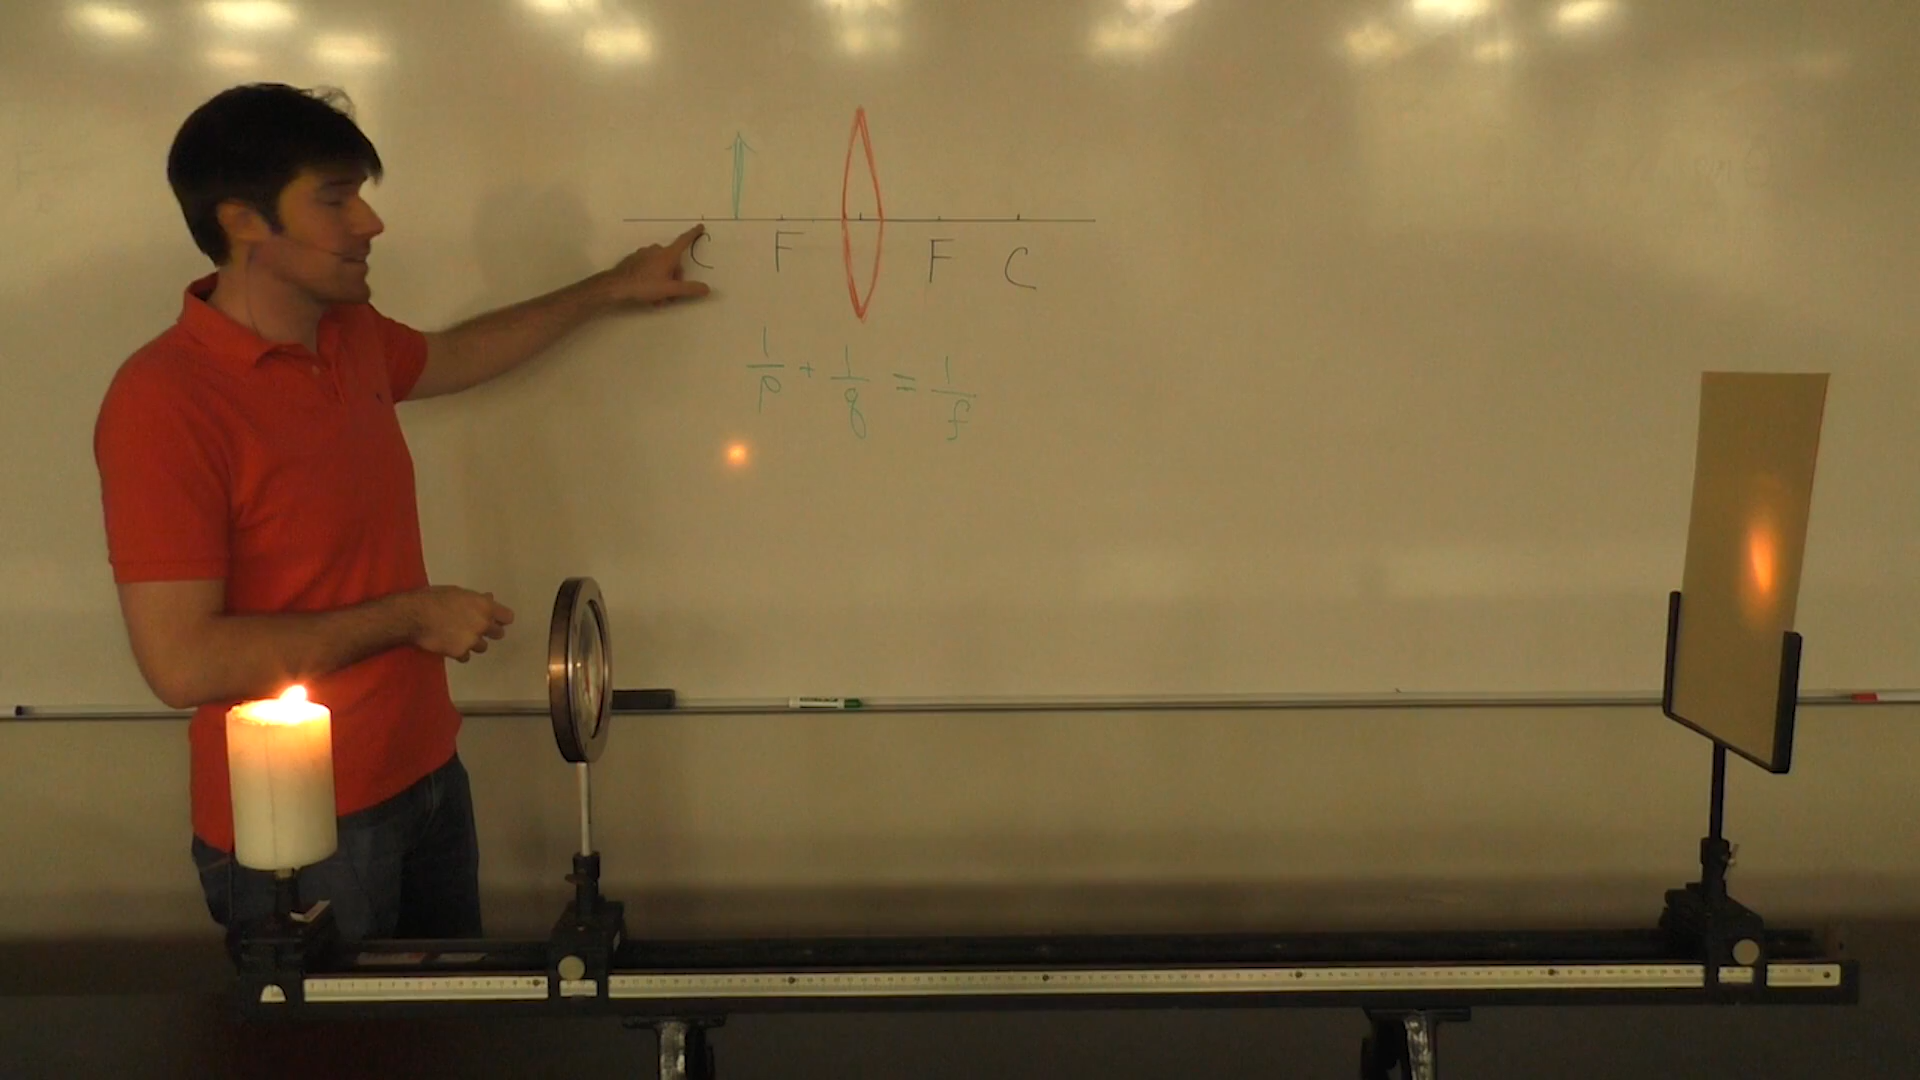 C F F C
1/p + 1/q = 1/f